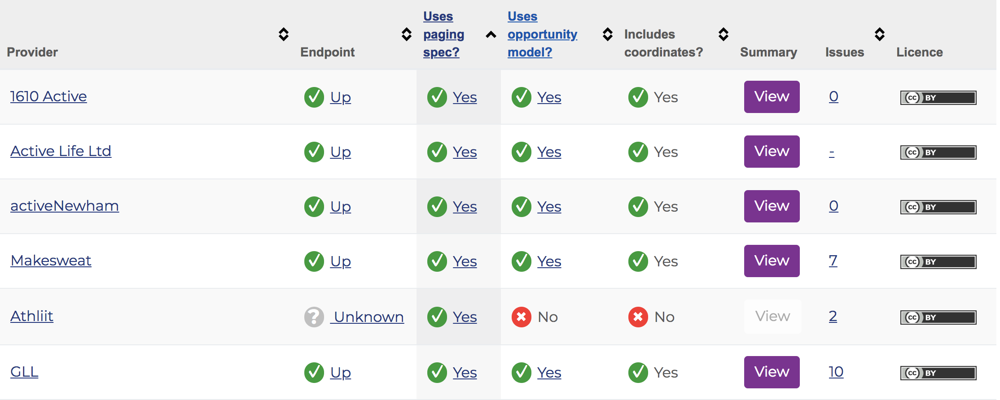 Provider Endpoint Uses paging spec? Uses opportunity model? Includes coordinates? Summary Issues Licence
1610 Active Up Yes Yes Yes View 0 cc BY
Active Life Ltd Up Yes Yes Yes View - cc BY
activeNewham Up Yes Yes Yes View 0 cc BY
Makesweat Up Yes Yes Yes View 7 cc BY
Athliit ? Unknown Yes No No View 2 cc BY
GLL Up Yes Yes Yes View 10 cc BY